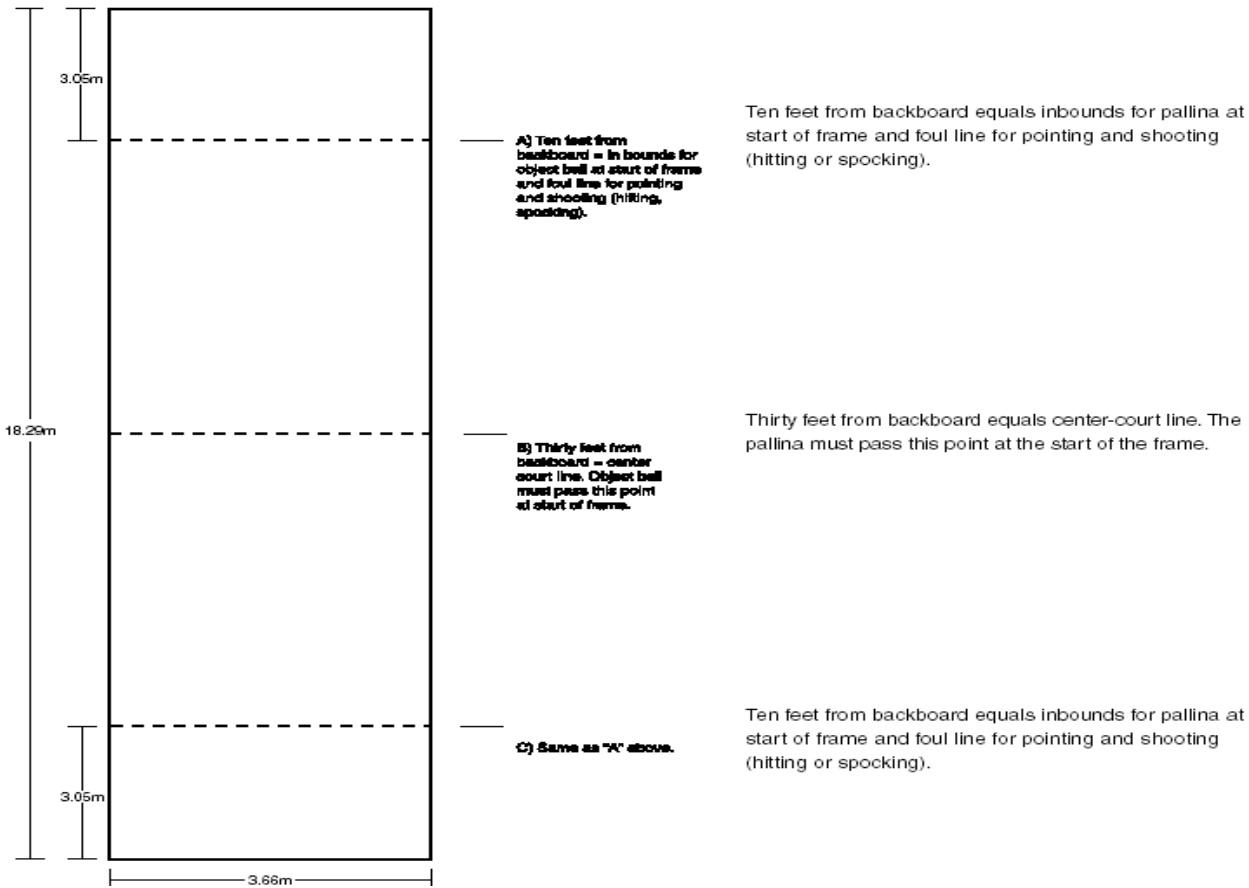 3.05m
Ten feet from backboard equals inbounds for pallina at
start of frame and foul line for pointing and shooting
(hitting or spocking).
A) Ten feet from
backboard = in bounds for
object ball at start of frame
and foul line for pointing
and shooting (hitting,
spocking).
18.29m
Thirty feet from backboard equals center-court line. The
pallina must pass this point at the start of the frame.
B) Thirty feet from
backboard = center
court line. Object ball
must pass this point
at start of frame.
Ten feet from backboard equals inbounds for pallina at
start of frame and foul line for pointing and shooting
(hitting or spocking).
C) Same as "A" above.
3.05m
3.66m